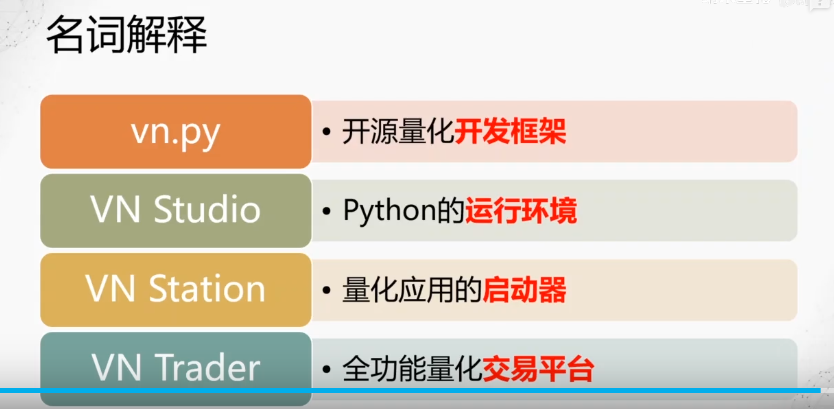 名词解释
vn.py
• 开源量化开发框架
VN Studio
• Python的运行环境
VN Station
• 量化应用的启动器
VN Trader
• 全功能量化交易平台